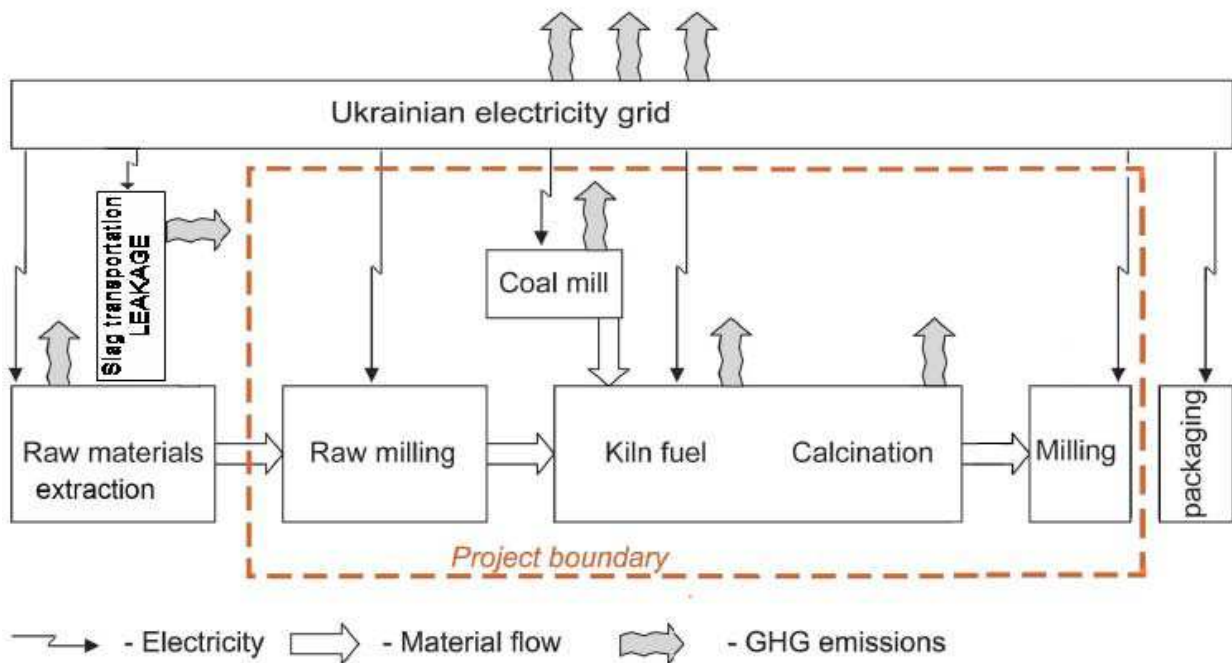 Ukrainian electricity grid
Slag transportation
LEAKAGE
Coal mill
Raw materials
extraction
Raw milling
Kiln fuel
Calcination
Milling
packaging
Project boundary
- Electricity
- Material flow
- GHG emissions